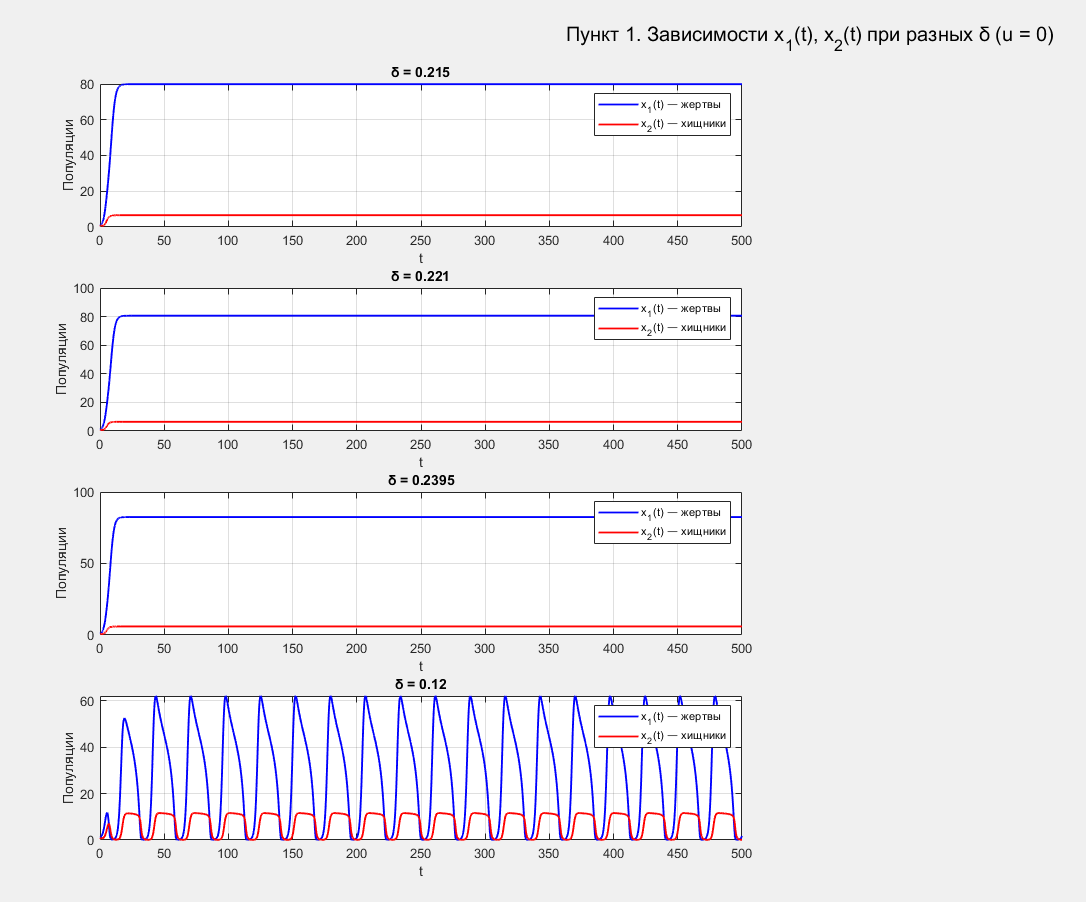 Пункт 1. Зависимости x₁(t), x₂(t) при разных δ (u = 0)
δ = 0.215
80
60
40
20
0
Популяции
x₁(t) — жертвы
x₂(t) — хищники
0 50 100 150 200 250 300 350 400 450 500
t
δ = 0.221
100
80
60
40
20
0
Популяции
x₁(t) — жертвы
x₂(t) — хищники
0 50 100 150 200 250 300 350 400 450 500
t
δ = 0.2395
100
50
0
Популяции
x₁(t) — жертвы
x₂(t) — хищники
0 50 100 150 200 250 300 350 400 450 500
t
δ = 0.12
60
40
20
0
Популяции
x₁(t) — жертвы
x₂(t) — хищники
0 50 100 150 200 250 300 350 400 450 500
t